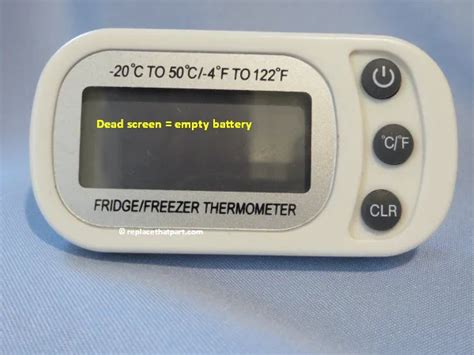 -20°C TO 50°C/-4°F TO 122°F
Dead screen = empty battery
°C/°F
FRIDGE/FREEZER THERMOMETER
CLR
© replacethatpart.com